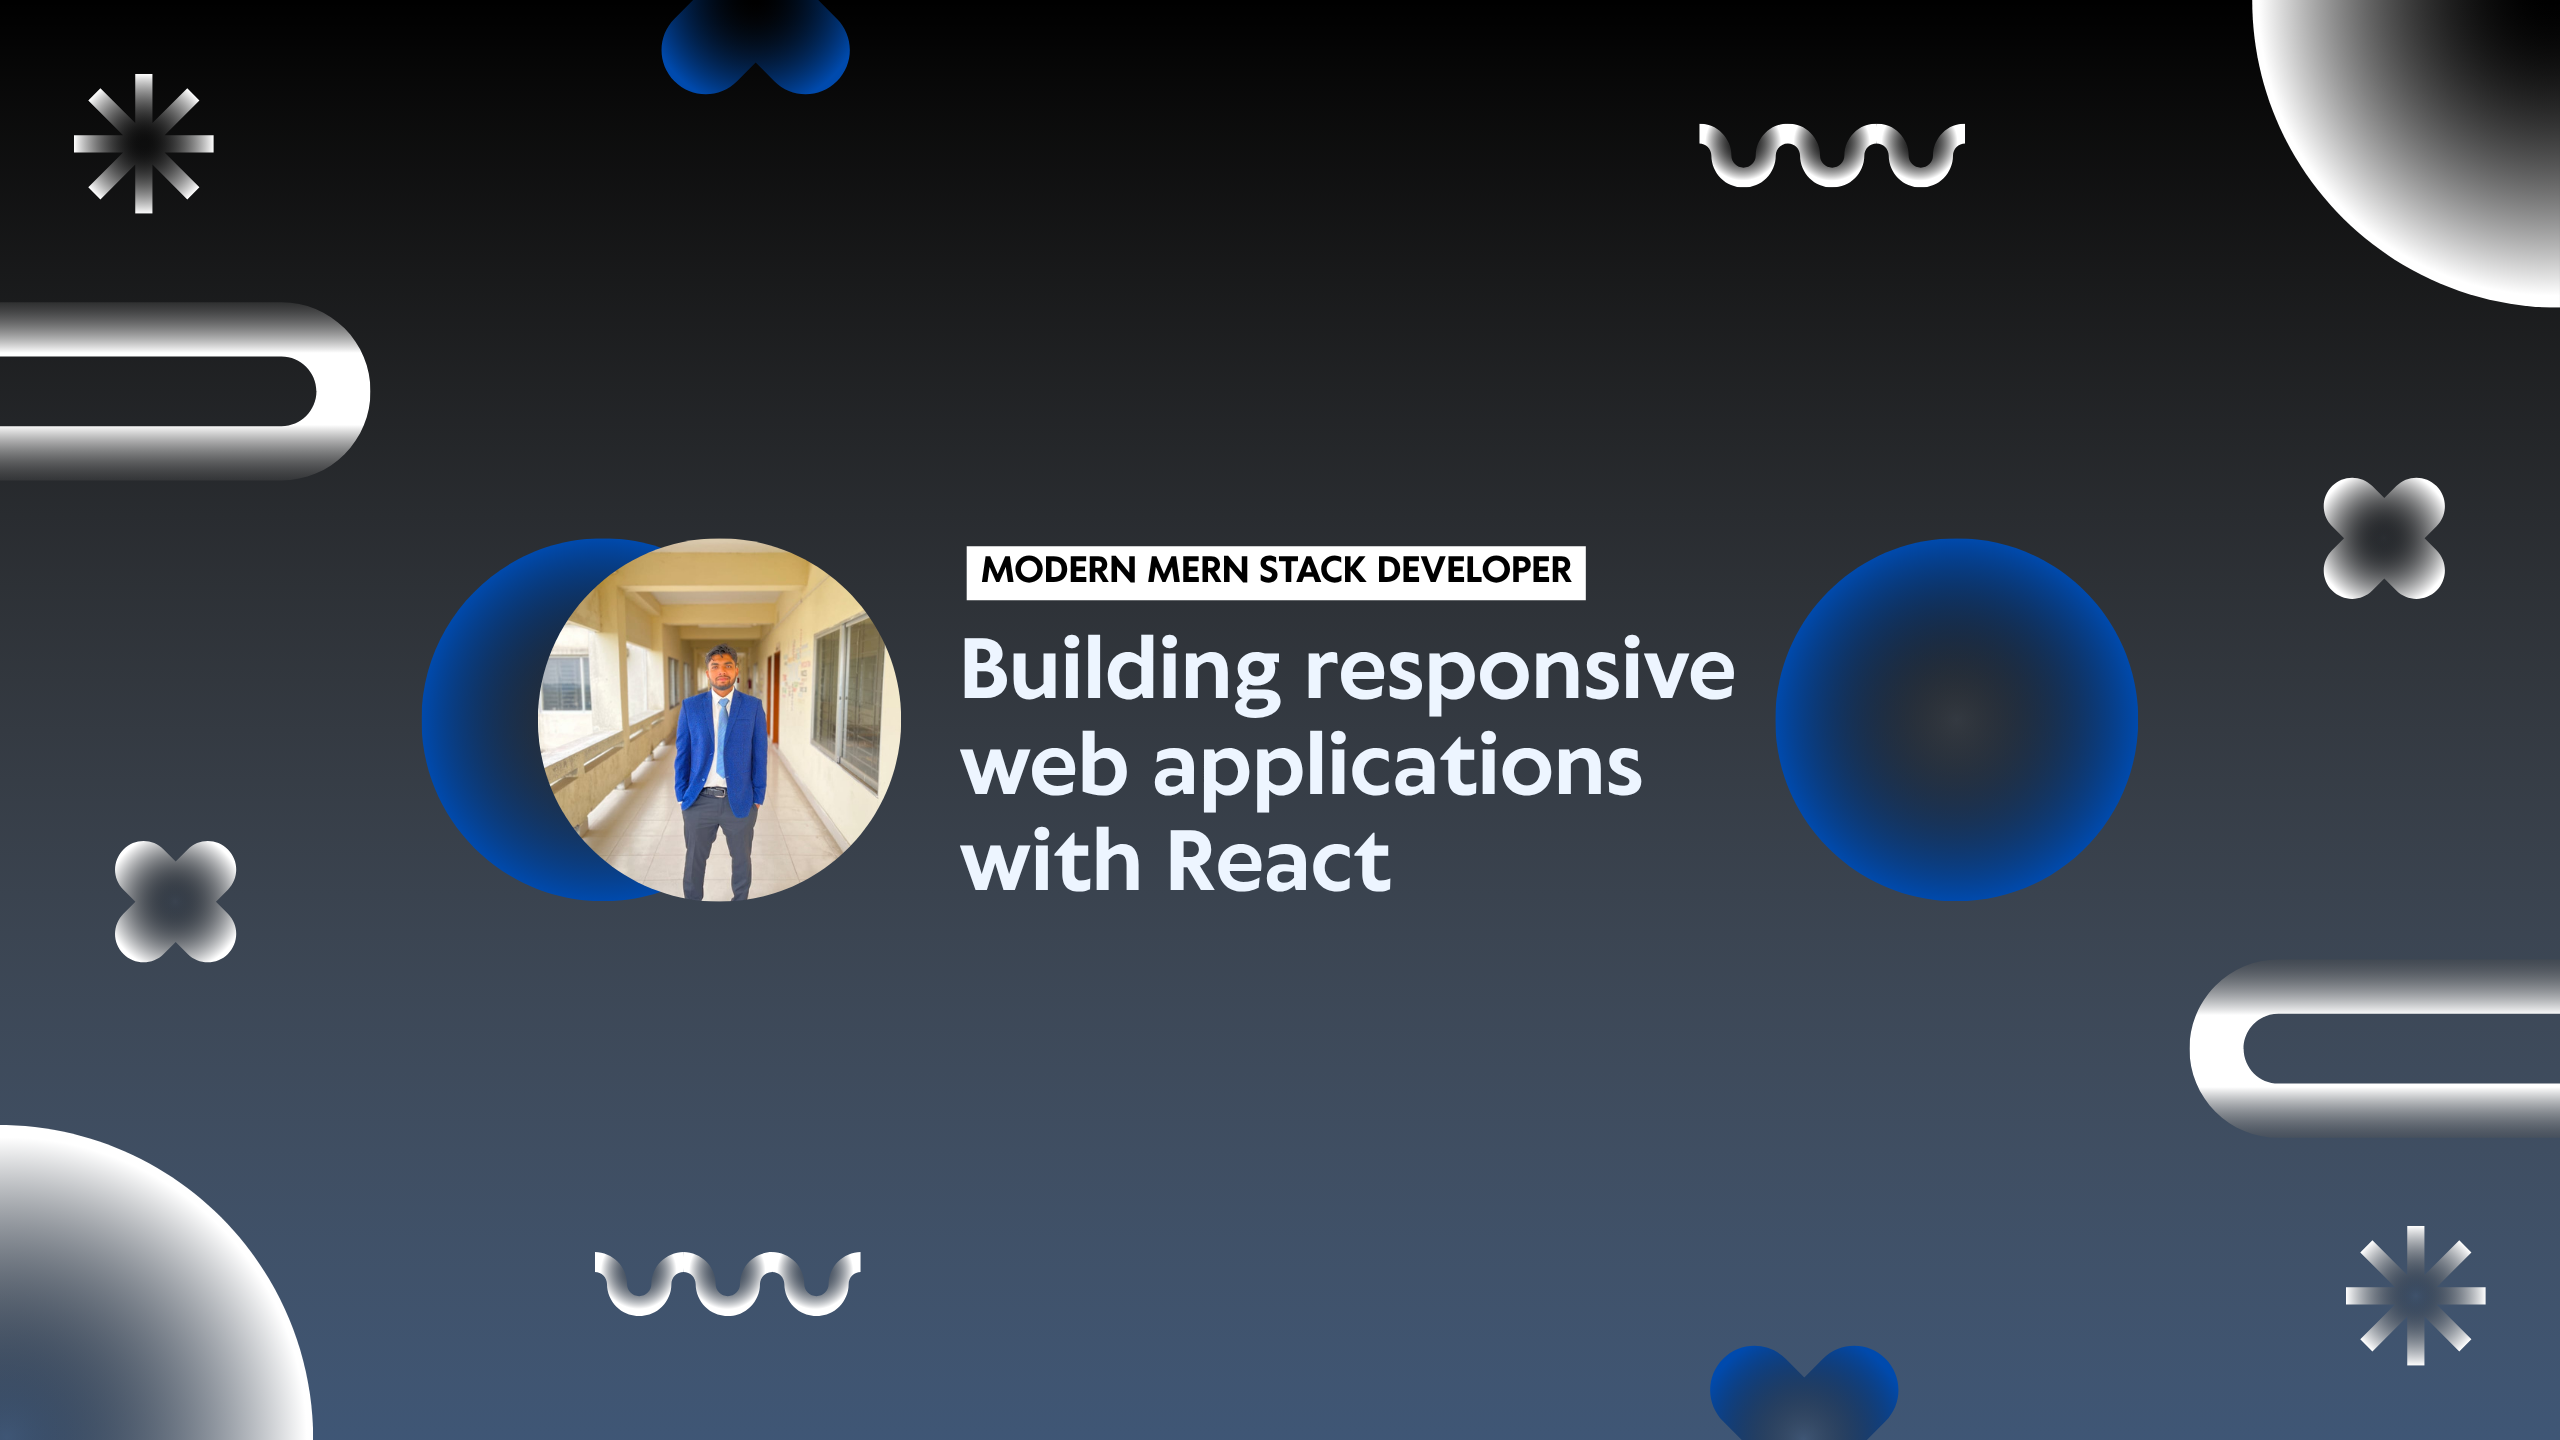 MODERN MERN STACK DEVELOPER
Building responsive
web applications
with React